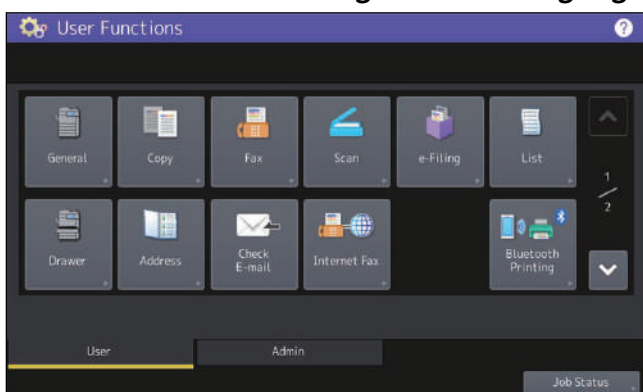 User Functions
?
General
Copy
Fax
Scan
e-Filing
List
1
2
Drawer
Address
Check
E-mail
Internet Fax
Bluetooth
Printing
User
Admin
Job Status